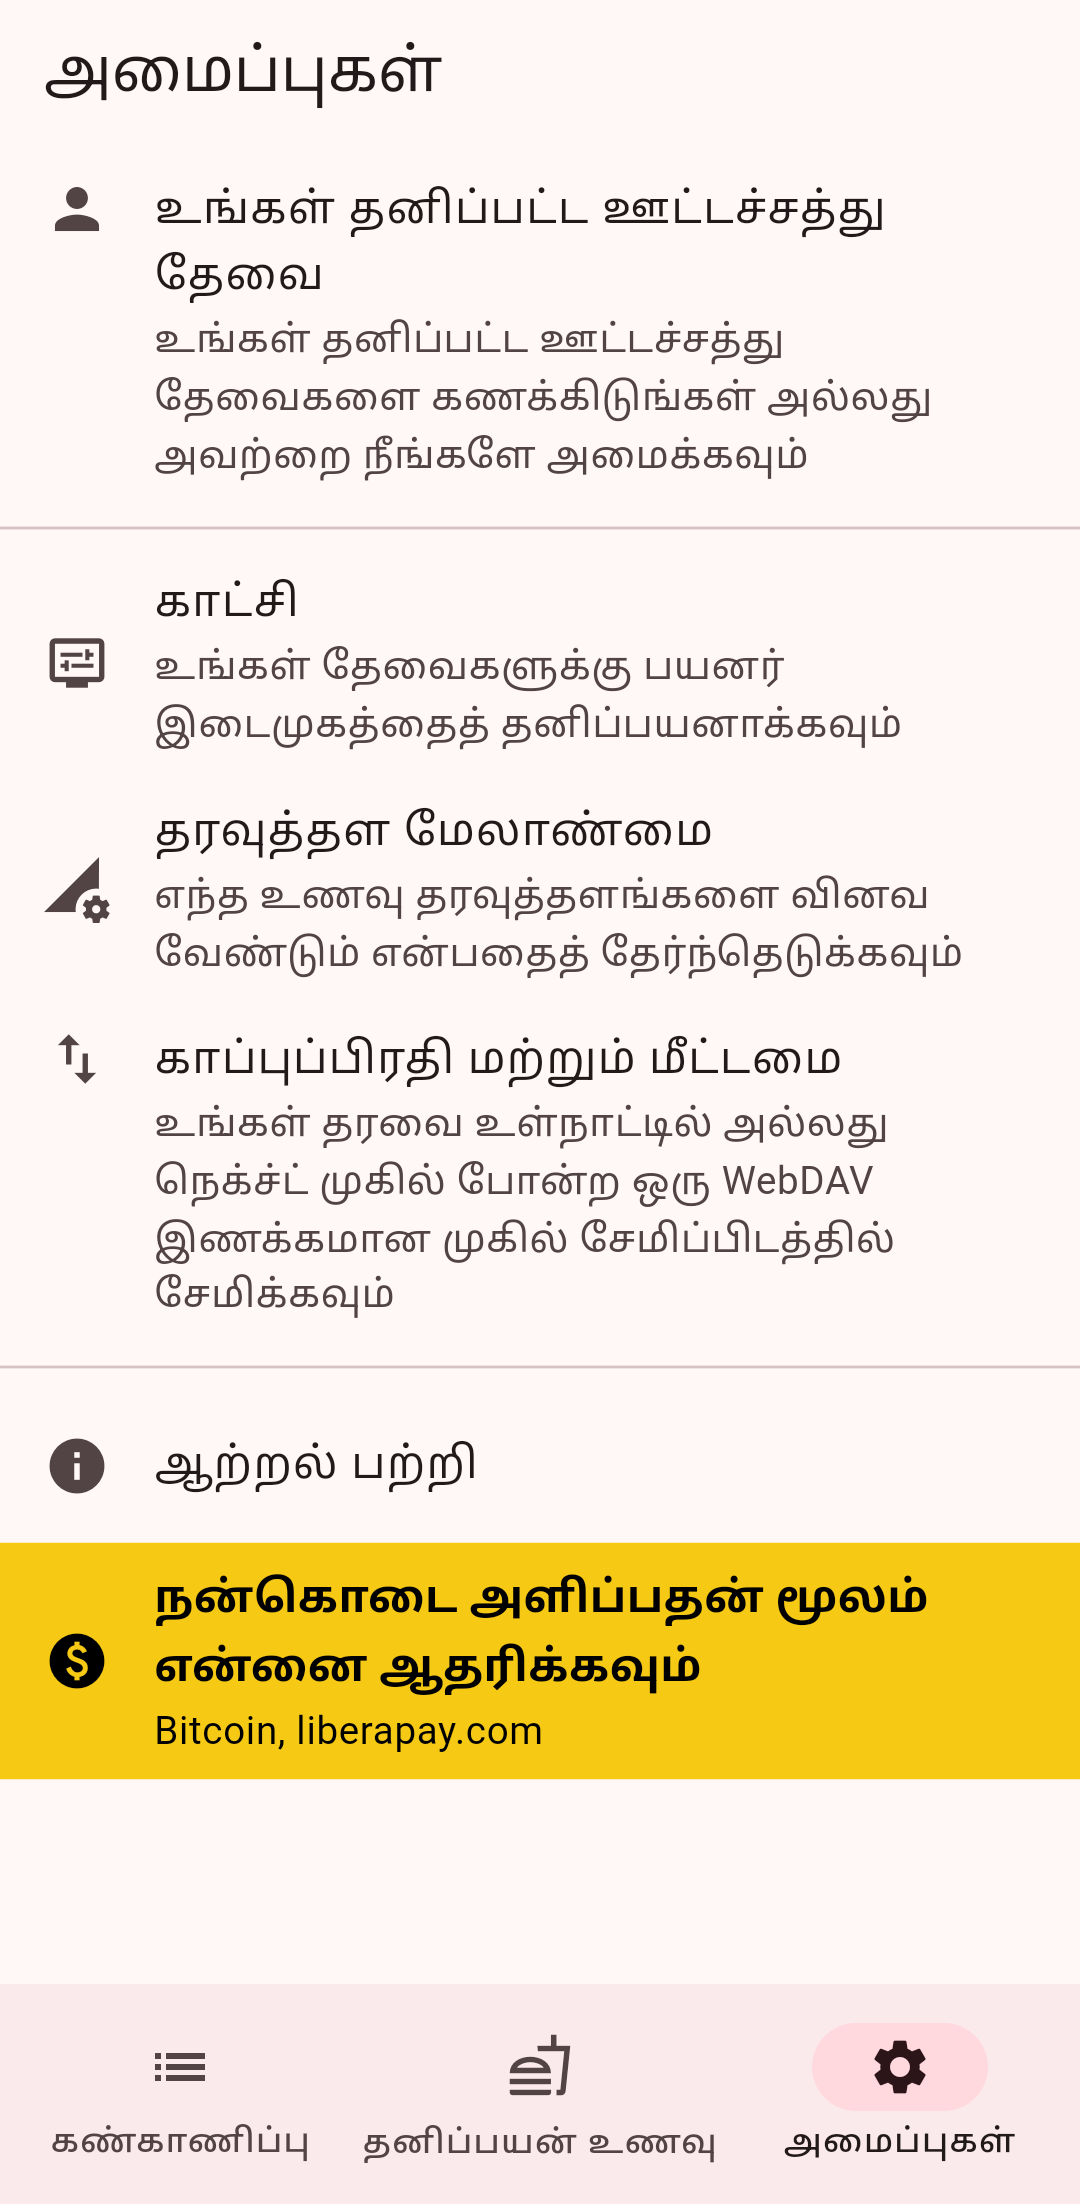 அமைப்புகள்
உங்கள் தனிப்பட்ட ஊட்டச்சத்து
தேவை
உங்கள் தனிப்பட்ட ஊட்டச்சத்து
தேவைகளை கணக்கிடுங்கள் அல்லது
அவற்றை நீங்களே அமைக்கவும்
காட்சி
உங்கள் தேவைகளுக்கு பயனர்
இடைமுகத்தைத் தனிப்பயனாக்கவும்
தரவுத்தள மேலாண்மை
எந்த உணவு தரவுத்தளங்களை வினவ
வேண்டும் என்பதைத் தேர்ந்தெடுக்கவும்
காப்புப்பிரதி மற்றும் மீட்டமை
உங்கள் தரவை உள்நாட்டில் அல்லது
நெக்ச்ட் முகில் போன்ற ஒரு WebDAV
இணக்கமான முகில் சேமிப்பிடத்தில்
சேமிக்கவும்
ஆற்றல் பற்றி
நன்கொடை அளிப்பதன் மூலம்
என்னை ஆதரிக்கவும்
Bitcoin, liberapay.com
கண்காணிப்பு
தனிப்பயன் உணவு
அமைப்புகள்